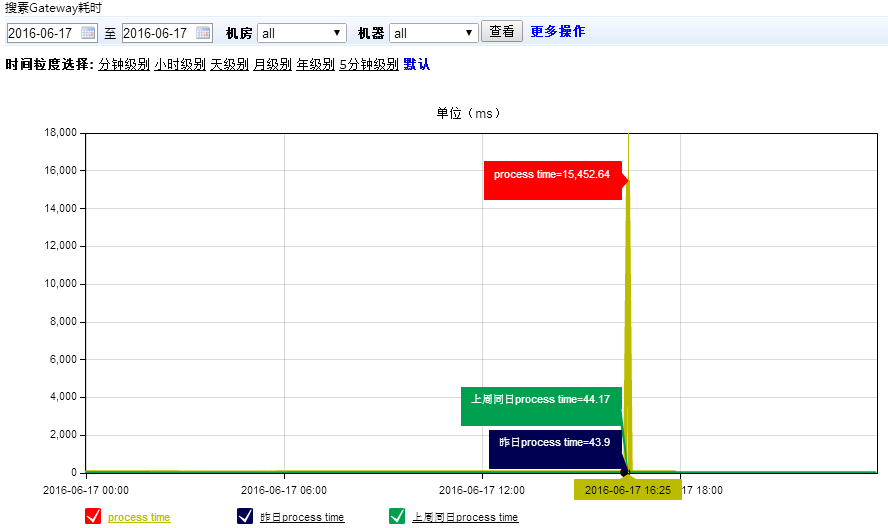 搜素Gateway耗时
2016-06-17 至 2016-06-17 机房 all 机器 all 查看 更多操作
时间粒度选择: 分钟级别 小时级别 天级别 月级别 年级别 5分钟级别 默认
单位（ms）
18,000
16,000
process time=15,452.64
14,000
12,000
10,000
8,000
6,000
4,000
上周同日process time=44.17
2,000
昨日process time=43.9
0
2016-06-17 00:00 2016-06-17 06:00 2016-06-17 12:00 2016-06-17 16:25 17 18:00
process time 昨日process time 上周同日process time